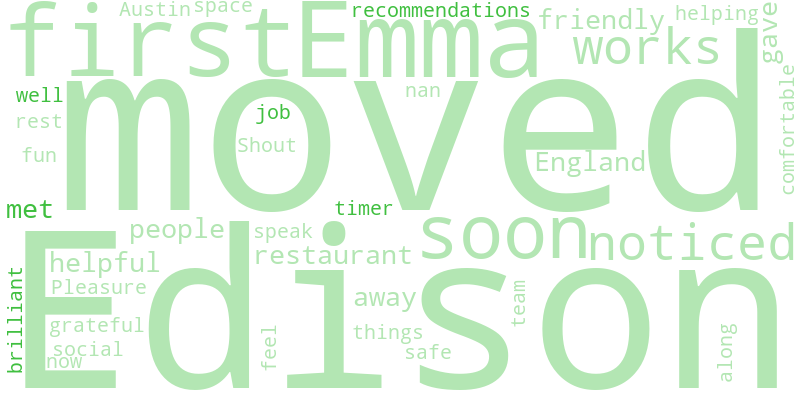 Austin space recommendations
first Emma friendly helping gave
works
moved
well nan
rest job comfortable
fun Shout England
met timer
people speak soon noticed
helpful restaurant
Edison
Pleasure away team
grateful things
social safe
now feel along
brilliant